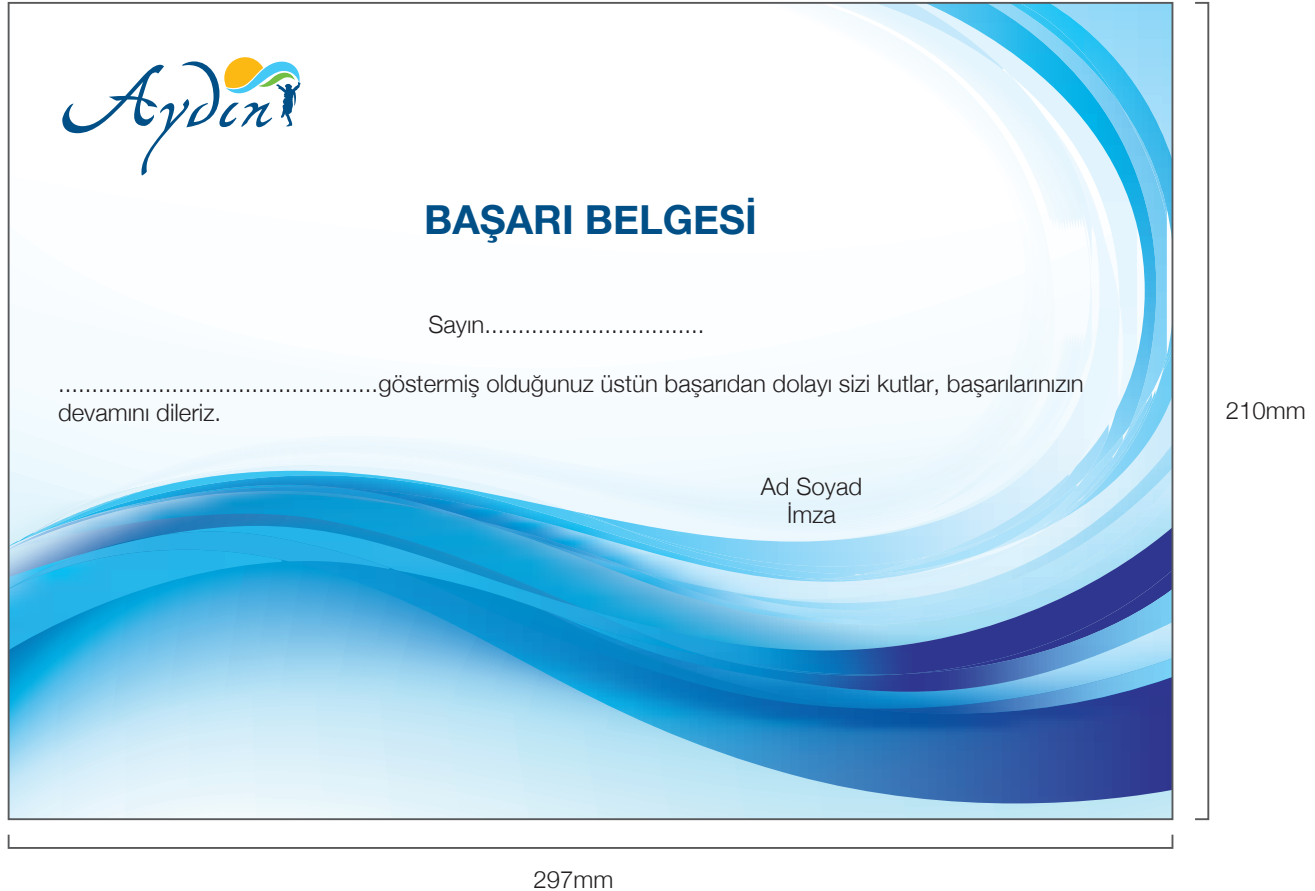 Aydın
BAŞARI BELGESİ
Sayın.................................
................................................göstermiş olduğunuz üstün başarıdan dolayı sizi kutlar, başarılarınızın
devamını dileriz.
Ad Soyad
İmza
210mm
297mm